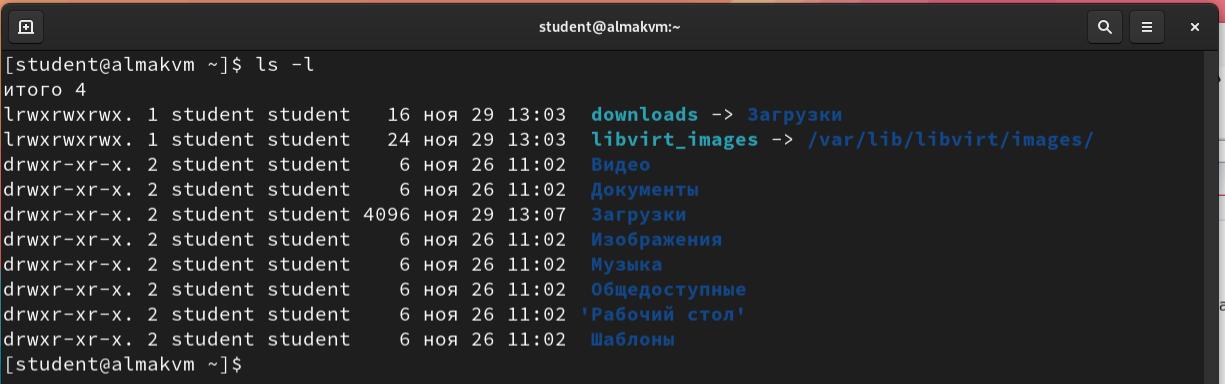 student@almakvm:~
[student@almakvm ~]$ ls -l
итого 4
lrwxrwxrwx. 1 student student   16 ноя 29 13:03  downloads -> Загрузки
lrwxrwxrwx. 1 student student   24 ноя 29 13:03  libvirt_images -> /var/lib/libvirt/images/
drwxr-xr-x. 2 student student    6 ноя 26 11:02  Видео
drwxr-xr-x. 2 student student    6 ноя 26 11:02  Документы
drwxr-xr-x. 2 student student 4096 ноя 29 13:07  Загрузки
drwxr-xr-x. 2 student student    6 ноя 26 11:02  Изображения
drwxr-xr-x. 2 student student    6 ноя 26 11:02  Музыка
drwxr-xr-x. 2 student student    6 ноя 26 11:02  Общедоступные
drwxr-xr-x. 2 student student    6 ноя 26 11:02 'Рабочий стол'
drwxr-xr-x. 2 student student    6 ноя 26 11:02  Шаблоны
[student@almakvm ~]$